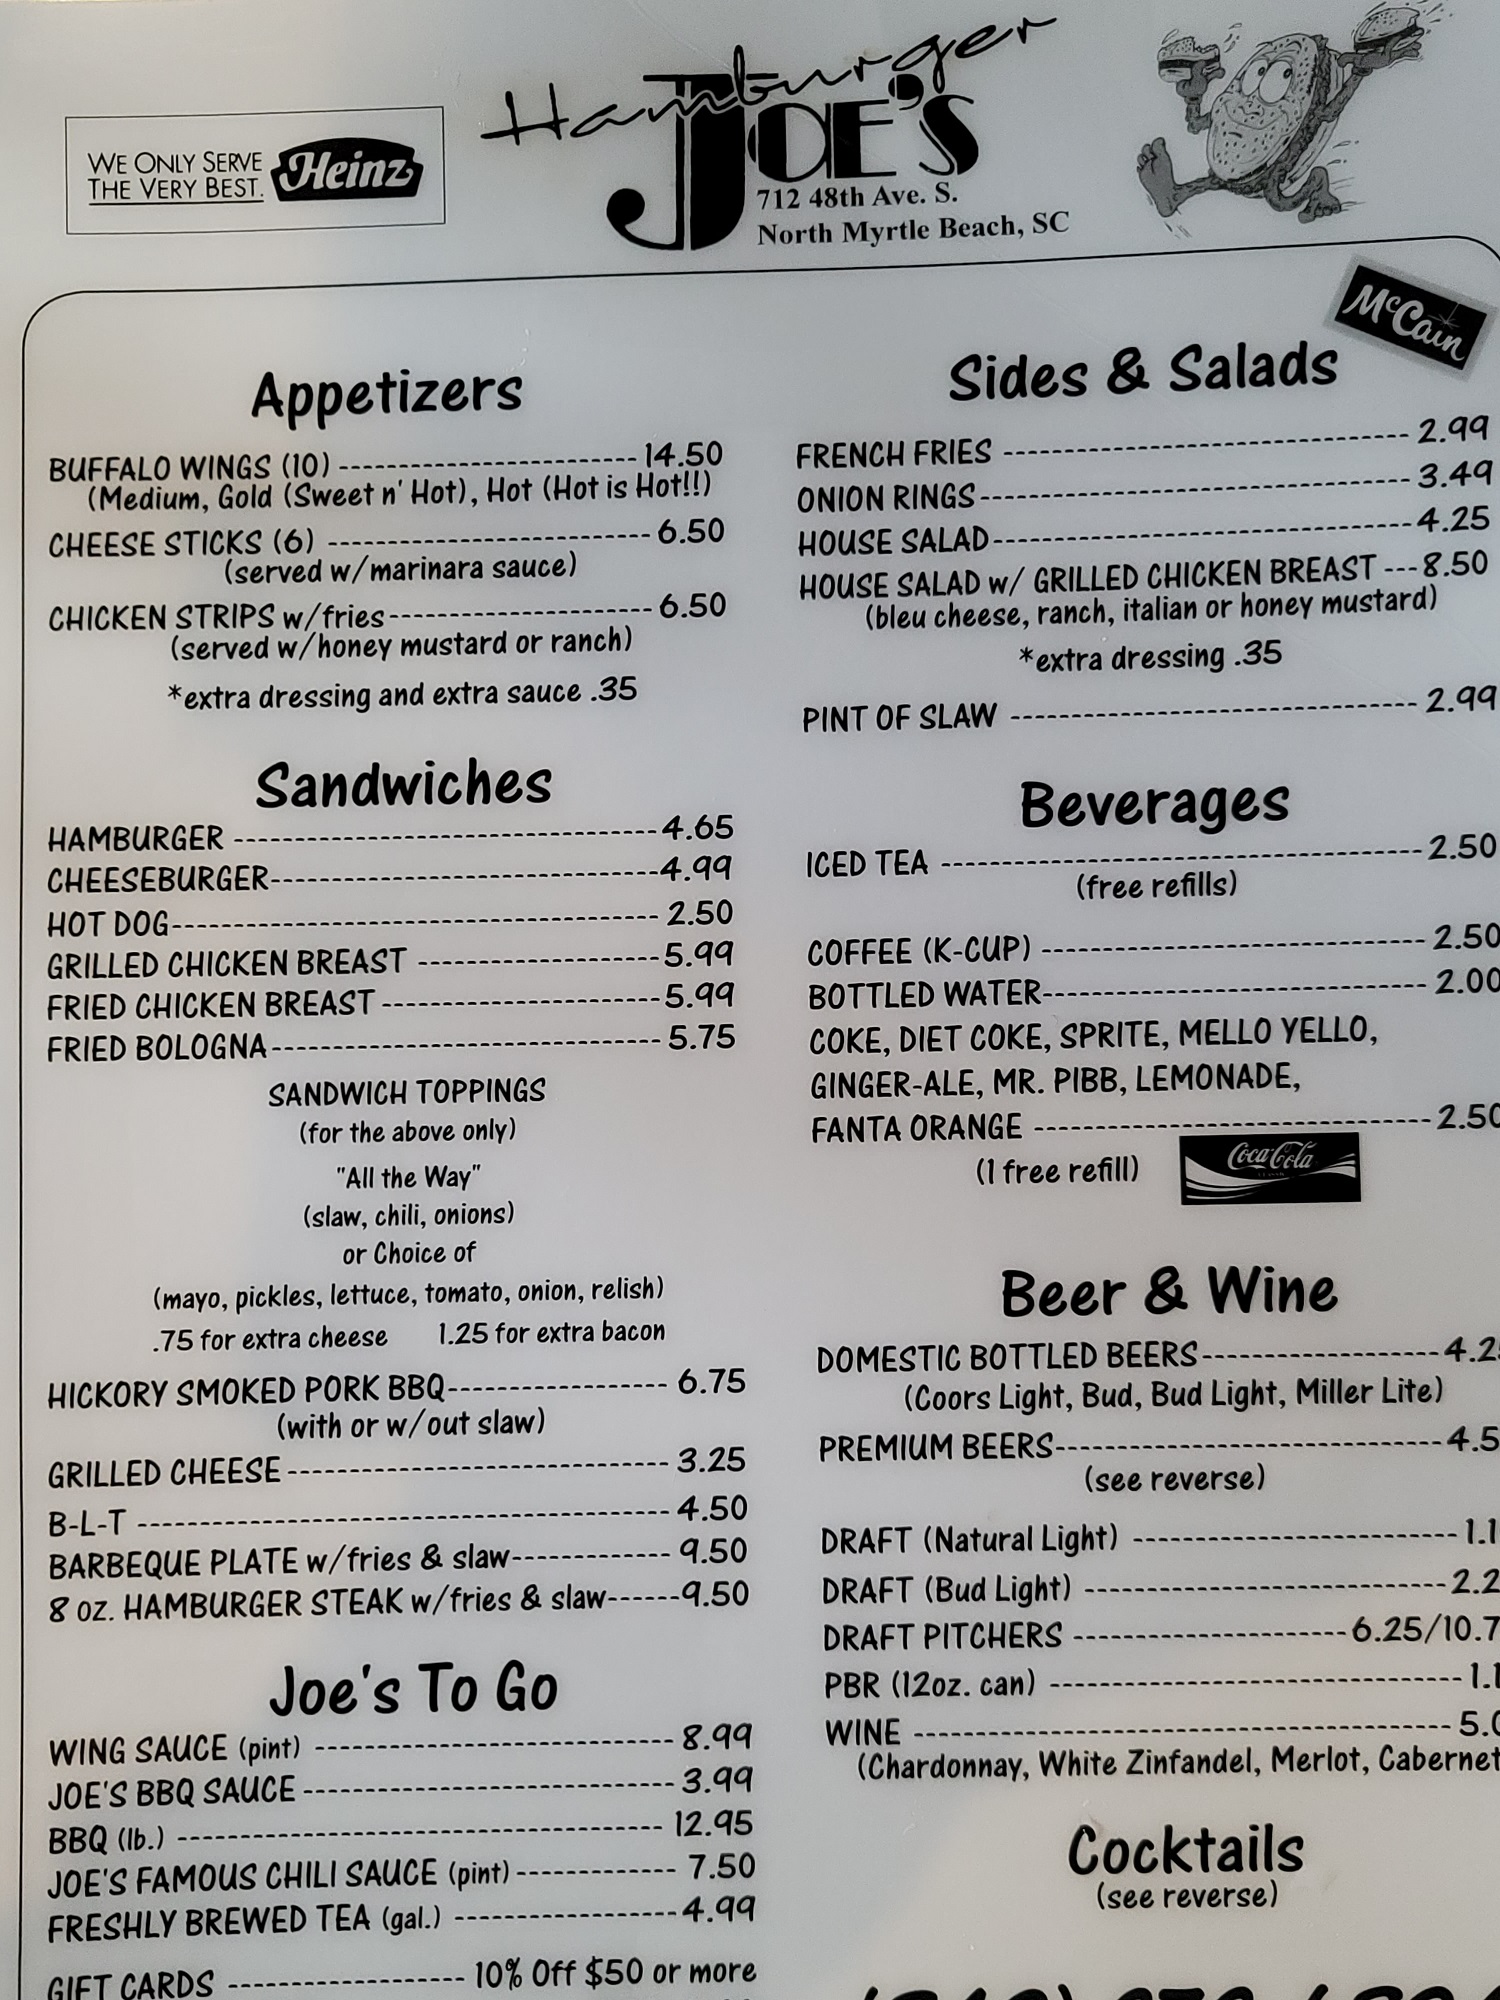 Hamburger
JOE'S
712 48th Ave. S.
North Myrtle Beach, SC
WE ONLY SERVE
THE VERY BEST.
Heinz
McCain
Appetizers
BUFFALO WINGS (10) ----------------------- 14.50
(Medium, Gold (Sweet n' Hot), Hot (Hot is Hot!!)
CHEESE STICKS (6) ------------------------- 6.50
(served w/marinara sauce)
CHICKEN STRIPS w/fries-------------------- 6.50
(served w/honey mustard or ranch)
*extra dressing and extra sauce .35
Sandwiches
HAMBURGER ---------------------------------4.65
CHEESEBURGER------------------------------4.99
HOT DOG-------------------------------------- 2.50
GRILLED CHICKEN BREAST -------------------5.99
FRIED CHICKEN BREAST----------------------5.99
FRIED BOLOGNA------------------------------ 5.75
SANDWICH TOPPINGS
(for the above only)
"All the Way"
(slaw, chili, onions)
or Choice of
(mayo, pickles, lettuce, tomato, onion, relish)
.75 for extra cheese 1.25 for extra bacon
HICKORY SMOKED PORK BBQ----------------- 6.75
(with or w/out slaw)
GRILLED CHEESE ----------------------------- 3.25
B-L-T ----------------------------------------- 4.50
BARBEQUE PLATE w/fries & slaw------------ 9.50
8 oz. HAMBURGER STEAK w/fries & slaw------9.50
Joe's To Go
WING SAUCE (pint) --------------------------- 8.99
JOE'S BBQ SAUCE ----------------------------3.99
BBQ (lb.) ------------------------------------- 12.95
JOE'S FAMOUS CHILI SAUCE (pint)------------ 7.50
FRESHLY BREWED TEA (gal.) -----------------4.99
GIFT CARDS ------------------ 10% Off $50 or more
Sides & Salads
FRENCH FRIES ------------------------------- 2.99
ONION RINGS-------------------------------- 3.49
HOUSE SALAD-------------------------------4.25
HOUSE SALAD w/ GRILLED CHICKEN BREAST ---8.50
(bleu cheese, ranch, italian or honey mustard)
*extra dressing .35
PINT OF SLAW ------------------------------- 2.99
Beverages
ICED TEA ------------------------------------ 2.50
(free refills)
COFFEE (K-CUP) ----------------------------- 2.50
BOTTLED WATER----------------------------- 2.00
COKE, DIET COKE, SPRITE, MELLO YELLO,
GINGER-ALE, MR. PIBB, LEMONADE,
FANTA ORANGE ------------------------------2.50
(1 free refill)
Coca-Cola
Beer & Wine
DOMESTIC BOTTLED BEERS------------------4.2
(Coors Light, Bud, Bud Light, Miller Lite)
PREMIUM BEERS-----------------------------4.5
(see reverse)
DRAFT (Natural Light) ------------------------ 1.1
DRAFT (Bud Light) --------------------------- 2.2
DRAFT PITCHERS --------------------6.25/10.7
PBR (12oz. can) ------------------------------- 1.1
WINE ---------------------------------------- 5.0
(Chardonnay, White Zinfandel, Merlot, Cabernet
Cocktails
(see reverse)